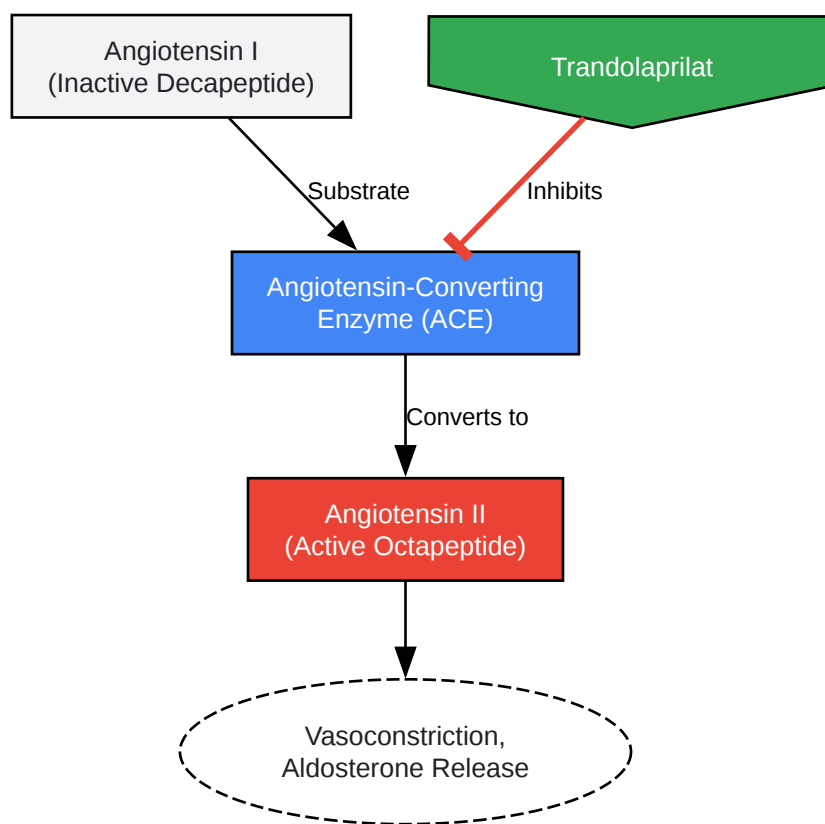 Angiotensin I
(Inactive Decapeptide)
Trandolaprilat
Substrate
Inhibits
Angiotensin-Converting
Enzyme (ACE)
Converts to
Angiotensin II
(Active Octapeptide)
Vasoconstriction,
Aldosterone Release